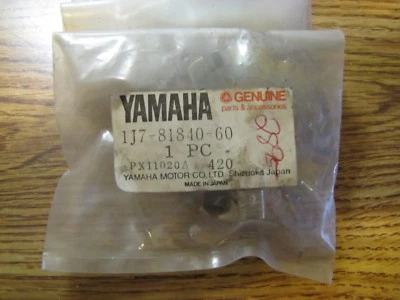 YAMAHA GENUINE
parts & accessories
1J7-81840-60
1 PC
PX11020A 420
YAMAHA MOTOR CO., LTD. Shizuoka Japan
MADE IN JAPAN